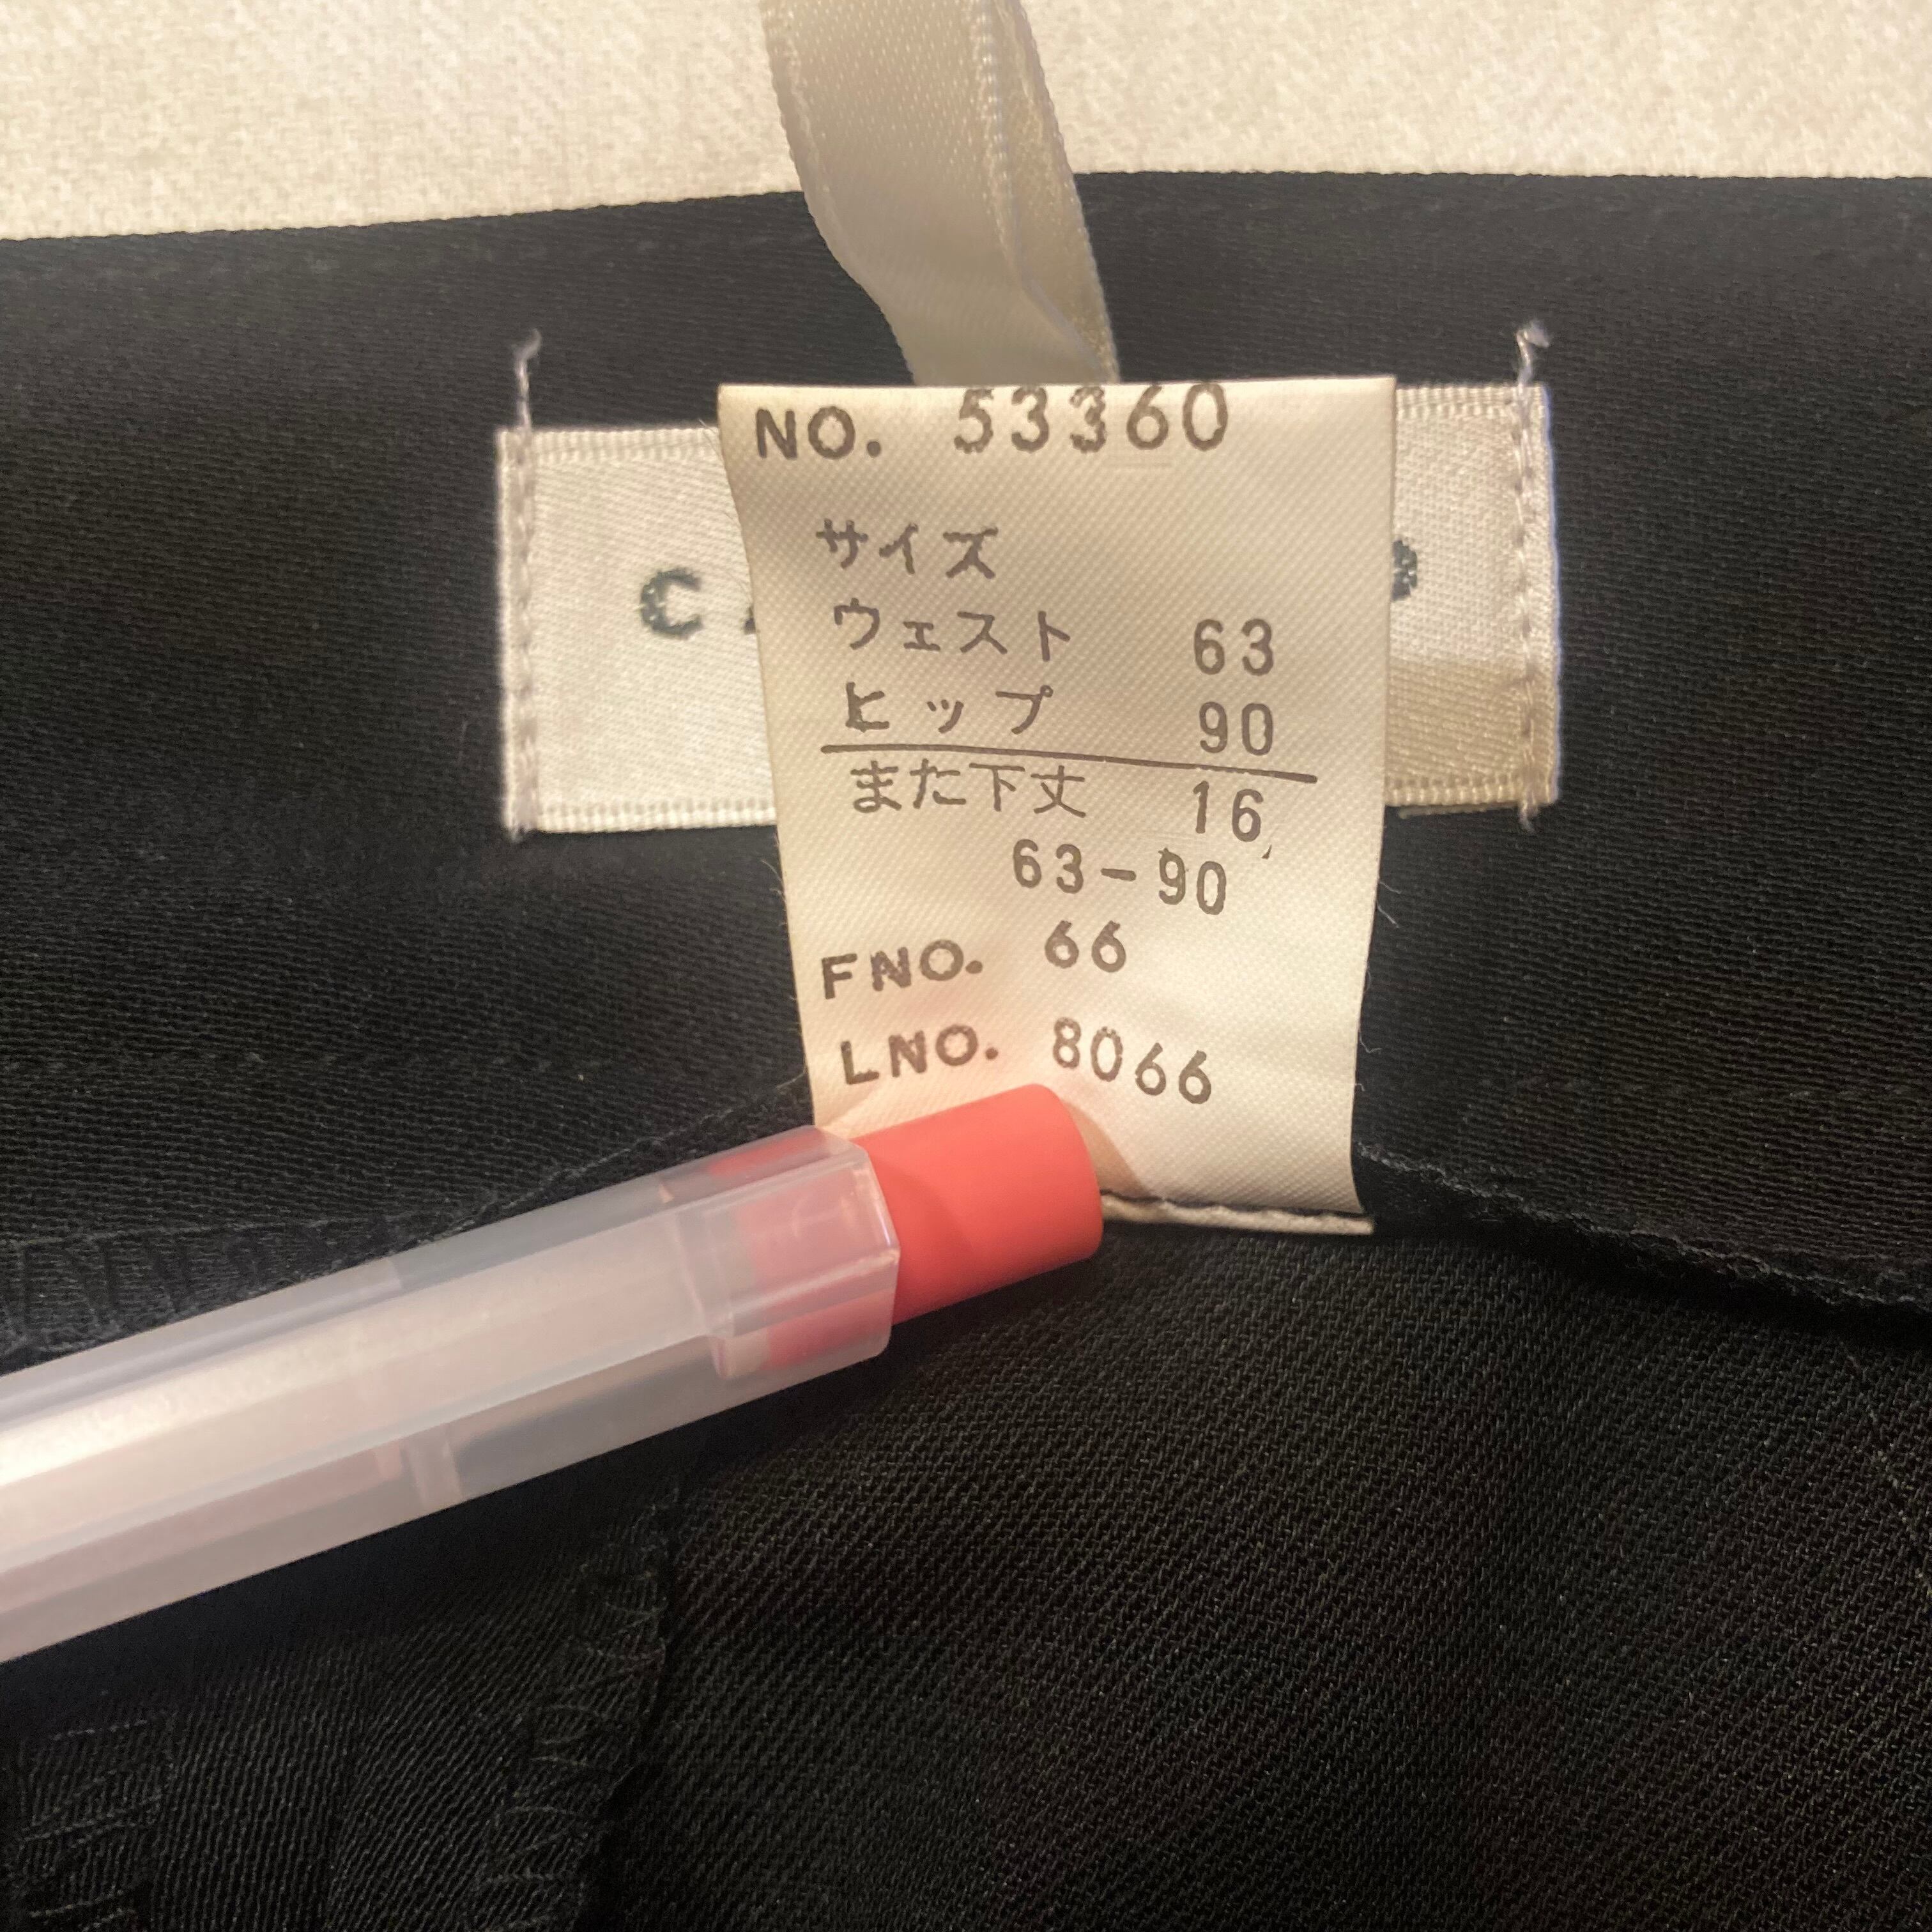 NO. 53360
サイズ
ウェスト 63
ヒップ 90
また下丈 16
63-90
FNO. 66
LNO. 8066